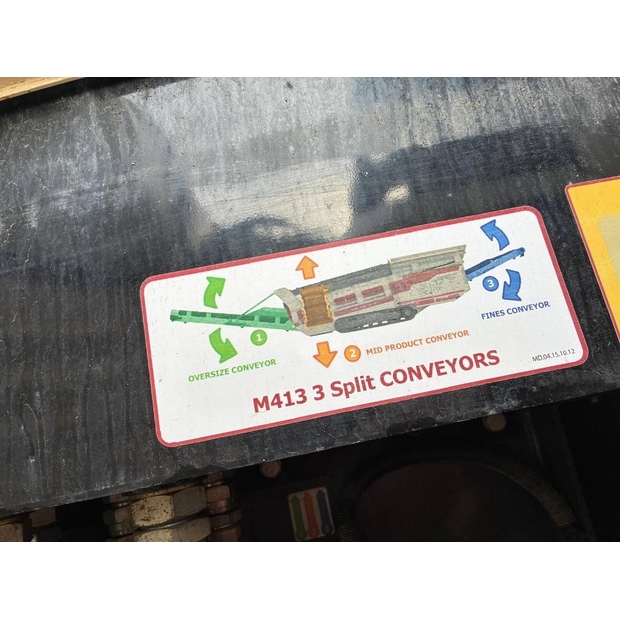 1
OVERSIZE CONVEYOR
2 MID PRODUCT CONVEYOR
3
FINES CONVEYOR
M413 3 Split CONVEYORS
MD.04.15.10.12